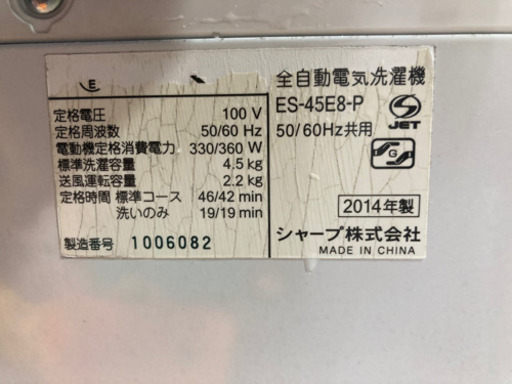 E
定格電圧 100 V
定格周波数 50/60 Hz
電動機定格消費電力 330/360 W
標準洗濯容量 4.5 kg
送風運転容量 2.2 kg
定格時間 標準コース 46/42 min
洗いのみ 19/19 min
製造番号 1006082
全自動電気洗濯機
ES-45E8-P
50/60Hz共用
JET
G
2014年製
シャープ株式会社
MADE IN CHINA